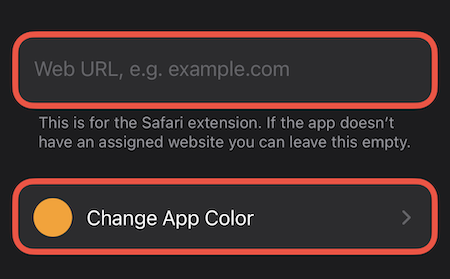 Web URL, e.g. example.com
This is for the Safari extension. If the app doesn’t
have an assigned website you can leave this empty.
Change App Color